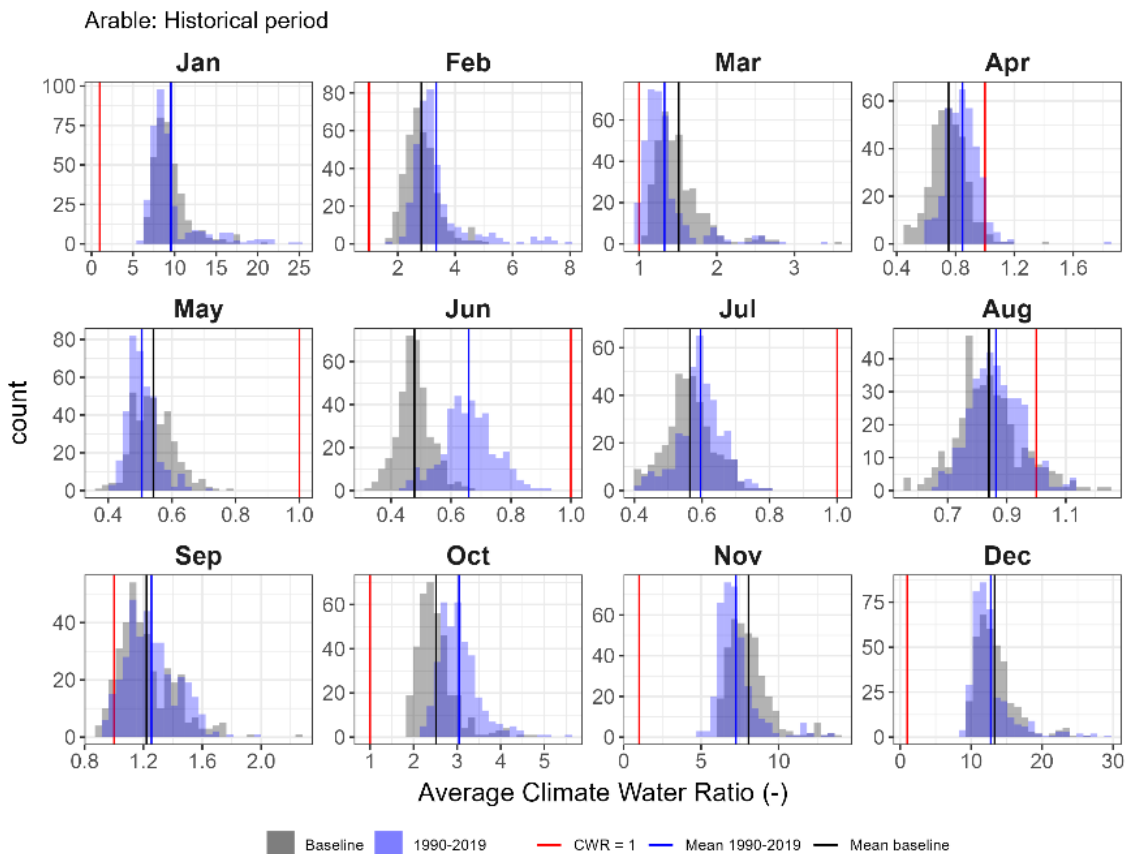 Arable: Historical period
Jan Feb Mar Apr
100
75
50
25
0
0 5 10 15 20 25
80
60
40
20
0
2 4 6 8
60
40
20
0
1 2 3
60
40
20
0
0.4 0.8 1.2 1.6
May Jun Jul Aug
80
60
40
20
0
0.4 0.6 0.8 1.0
60
40
20
0
0.4 0.6 0.8 1.0
60
40
20
0
0.4 0.6 0.8 1.0
40
30
20
10
0
0.7 0.9 1.1
Sep Oct Nov Dec
40
20
0
0.8 1.2 1.6 2.0
60
40
20
0
1 2 3 4 5
60
40
20
0
0 5 10
75
50
25
0
0 10 20 30
count
Average Climate Water Ratio (-)
Baseline 1990-2019 CWR = 1 Mean 1990-2019 Mean baseline